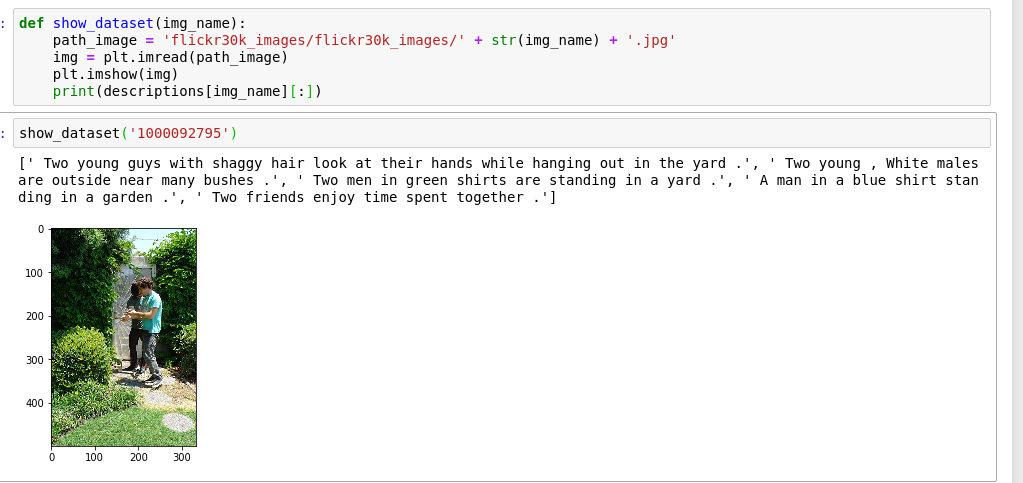 : def show_dataset(img_name):
    path_image = 'flickr30k_images/flickr30k_images/' + str(img_name) + '.jpg'
    img = plt.imread(path_image)
    plt.imshow(img)
    print(descriptions[img_name][:])
: show_dataset('1000092795')
[' Two young guys with shaggy hair look at their hands while hanging out in the yard .', ' Two young , White males
are outside near many bushes .', ' Two men in green shirts are standing in a yard .', ' A man in a blue shirt stan
ding in a garden .', ' Two friends enjoy time spent together .']
0
100
200
300
400
0 100 200 300